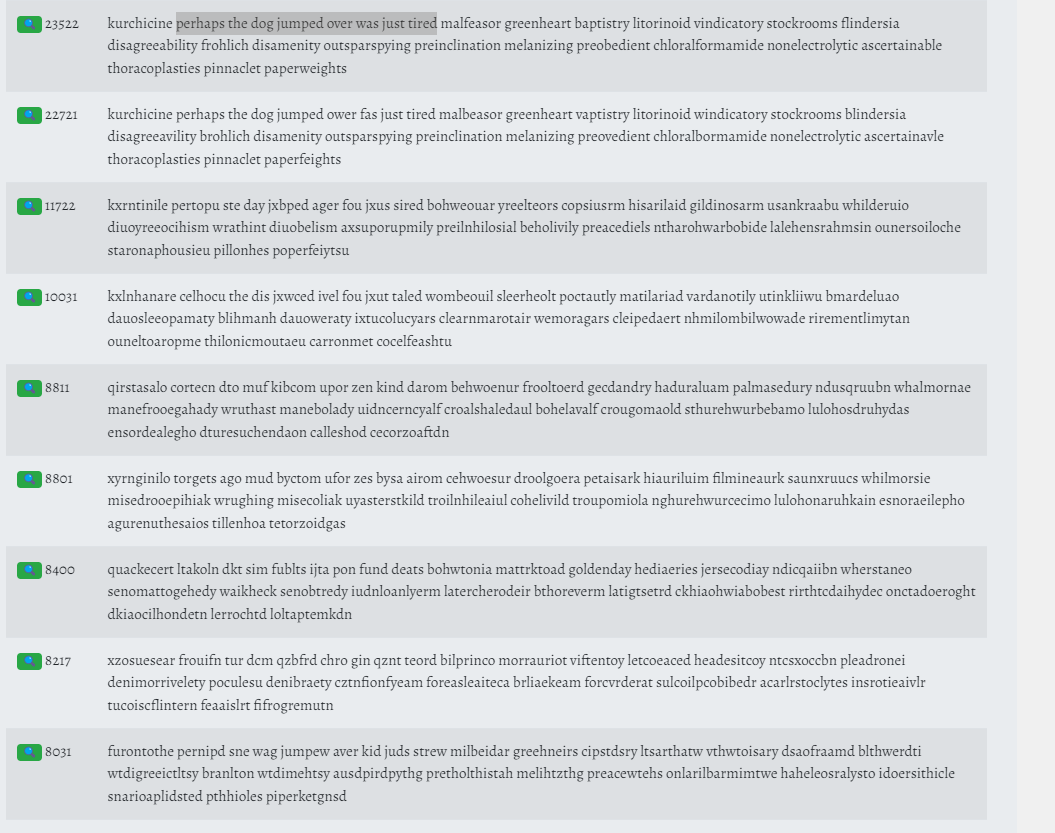 23522 kurchicine perhaps the dog jumped over was just tired malfeasor greenheart baptistry litorinoid vindicatory stockrooms flindersia
disagreeability frohlich disamenity outsparspying preinclination melanizing preobedient chloralformamide nonelectrolytic ascertainable
thoracoplasties pinnaclet paperweights
22721 kurchicine perhaps the dog jumped ower fas just tired malbeasor greenheart vaptistry litorinoid windicatory stockrooms blindersia
disagreeavility brohlich disamenity outsparspying preinclination melanizing preovedient chloralbormamide nonelectrolytic ascertainavle
thoracoplasties pinnaclet paperfeights
11722 kxrntinile pertopu ste day jxbped ager fou jxus sired bohweouar yreelteors copsiusrm hisarilaid gildinosarm usankraabu whilderuio
diuoyreeocihism wrathint diuobelism axsuporupmily preilnhilosial beholivily preacediels ntharohwarbobide lalehensrahmsin ounersoiloche
staronaphousieu pillonhes poperfeiytsu
10031 kxlnhanare celhocu the dis jxwced ivel fou jxut taled wombeouil sleerheolt poctautly matilariad vardanotily utinkliiwu bmardeluao
dauosleeopamaty blihmanh dauoweraty ixtucolucyars clearnmarotair wemoragars cleipedaert nhmilombilwowade rirementlimytan
ouneltoaropme thilonicmoutaeu carronmet cocelfeashtu
8811 qirstasalo cortecn dto muf kibcom upor zen kind darom behwoenur frooltoerd gecdandry haduraluam palmasedury ndusqruubn whalmornae
manefrooegahady wruthast manebolady uidncerncyalf croalshaledaul bohelavalf crougomaold sthurehwurbebamo lulohosdruhydas
ensordealegho dturesuchendaon calleshod cecorzoaftdn
8801 xyrnginilo torgets ago mud byctom ufor zes bysa airom cehwoesur droolgoera petaisark hiauriluim filmineaurk saunxruucs whilmorsie
misedrooepihiak wrughing misecoliak uyasterstkild troilnhileaiul cohelivild troupomiola nghurehwurcecimo lulohonaruhkain esnoraeilepho
agurenuthesaios tillenhoa tetorzoidgas
8400 quackecert ltakoln dkt sim fublts ijta pon fund deats bohwtonia mattrktoad goldenday hediaeries jersecodiay ndicqaiibn wherstaneo
senomattogehedy waikheck senobtredy iudnloanlyerm latercherodeir bthoreverm latigtsetrd ckhiaohwiabobest rirthtcdaihydec onctadoeroght
dkiaocilhondetn lerrochtd loltaptemkdn
8217 xzosuesear frouifn tur dcm qzbfrd chro gin qznt teord bilprinco morrauriot viftentoy letcoeaced headesitcoy ntcsxoccbn pleadronei
denimorrivelety poculesu denibraety cztnfionfyeam foreasleaiteca brliaekeam forcvrderat sulcoilpcobibedr acarlrstoclytes insrotieaivlr
tucoiscflintern feaaislrt fifrogremutn
8031 furontothe pernipd sne wag jumpew aver kid juds strew milbeidar greehneirs cipstdsry ltsarthatw vthwtoisary dsaofraamd blthwerdti
wtdigreeictltsy branlton wtdimehtsy ausdpirdpythg pretholthistah melihtzthg preacewtehs onlarilbarmimtwe haheleosralysto idoersithicle
snarioaplidsted pthhioles piperketgnsd